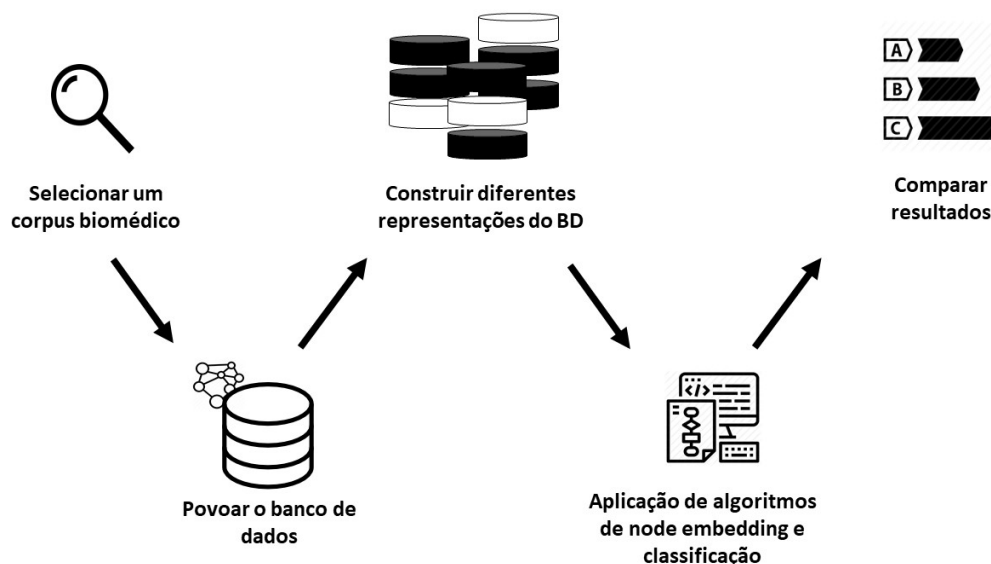 Selecionar um
corpus biomédico
Povoar o banco de
dados
Construir diferentes
representações do BD
Aplicação de algoritmos
de node embedding e
classificação
A
B
C
Comparar
resultados